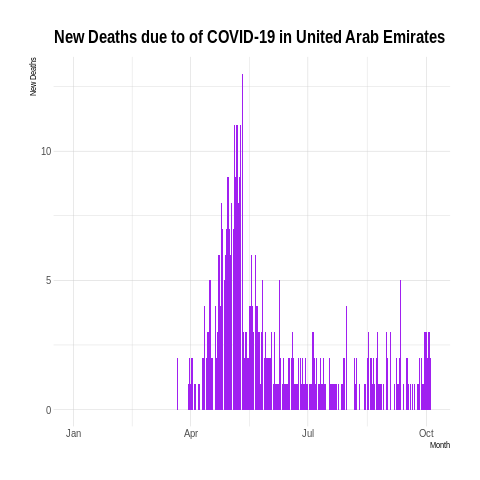 New Deaths due to of COVID-19 in United Arab Emirates
New Deaths
10
5
0
Jan Apr Jul Oct
Month